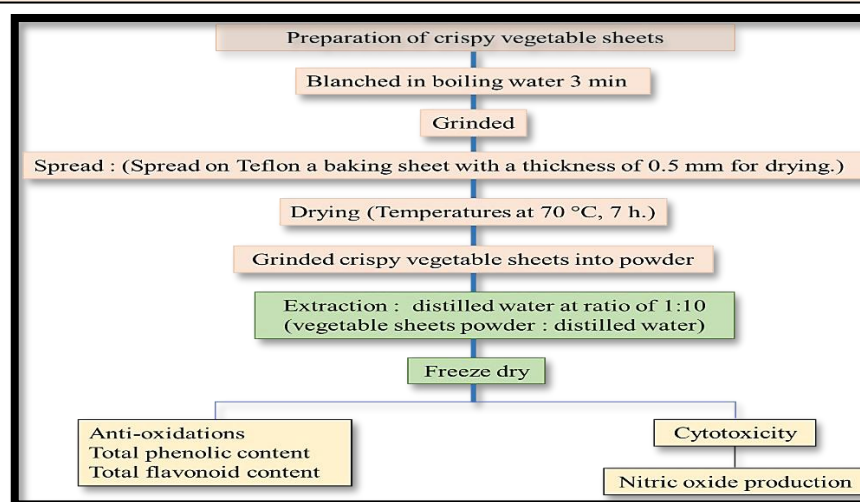 Preparation of crispy vegetable sheets
Blanched in boiling water 3 min
Grinded
Spread : (Spread on Teflon a baking sheet with a thickness of 0.5 mm for drying.)
Drying (Temperatures at 70 °C, 7 h.)
Grinded crispy vegetable sheets into powder
Extraction : distilled water at ratio of 1:10
(vegetable sheets powder : distilled water)
Freeze dry
Anti-oxidations
Total phenolic content
Total flavonoid content
Cytotoxicity
Nitric oxide production